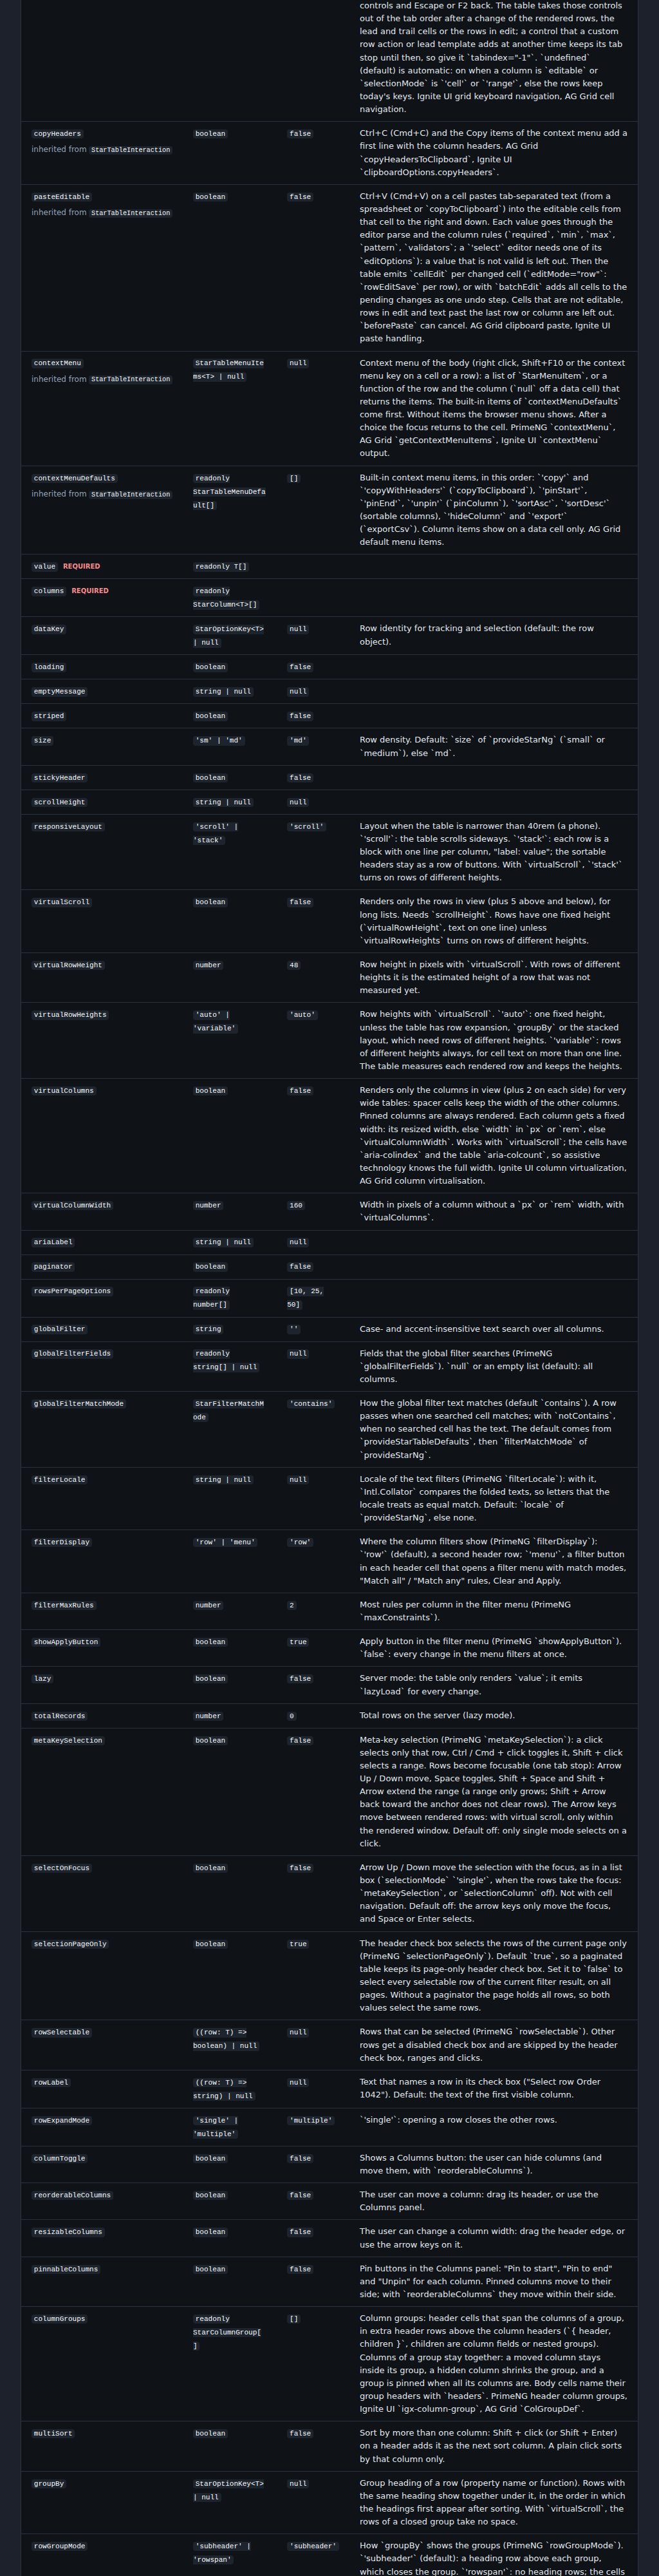 controls and Escape or F2 back. The table takes those controls
out of the tab order after a change of the rendered rows, the
lead and trail cells or the rows in edit; a control that a custom
row action or lead template adds at another time keeps its tab
stop until then, so give it `tabindex="-1"`. `undefined`
(default) is automatic: on when a column is `editable` or
`selectionMode` is `'cell'` or `'range'`, else the rows keep
today's keys. Ignite UI grid keyboard navigation, AG Grid cell
navigation.
copyHeaders boolean false Ctrl+C (Cmd+C) and the Copy items of the context menu add a
inherited from StarTableInteraction first line with the column headers. AG Grid
`copyHeadersToClipboard`, Ignite UI
`clipboardOptions.copyHeaders`.
pasteEditable boolean false Ctrl+V (Cmd+V) on a cell pastes tab-separated text (from a
inherited from StarTableInteraction spreadsheet or `copyToClipboard`) into the editable cells from
that cell to the right and down. Each value goes through the
editor parse and the column rules (`required`, `min`, `max`,
`pattern`, `validators`; a `'select'` editor needs one of its
`editOptions`): a value that is not valid is left out. Then the
table emits `cellEdit` per changed cell (`editMode="row"`:
`rowEditSave` per row), or with `batchEdit` adds all cells to the
pending changes as one undo step. Cells that are not editable,
rows in edit and text past the last row or column are left out.
`beforePaste` can cancel. AG Grid clipboard paste, Ignite UI
paste handling.
contextMenu StarTableMenuIte null Context menu of the body (right click, Shift+F10 or the context
inherited from StarTableInteraction ms<T> | null menu key on a cell or a row): a list of `StarMenuItem`, or a
function of the row and the column (`null` off a data cell) that
returns the items. The built-in items of `contextMenuDefaults`
come first. Without items the browser menu shows. After a
choice the focus returns to the cell. PrimeNG `contextMenu`,
AG Grid `getContextMenuItems`, Ignite UI `contextMenu`
output.
contextMenuDefaults readonly [] Built-in context menu items, in this order: `'copy'` and
inherited from StarTableInteraction StarTableMenuDefa `'copyWithHeaders'` (`copyToClipboard`), `'pinStart'`,
ult[] `'pinEnd'`, `'unpin'` (`pinColumn`), `'sortAsc'`, `'sortDesc'`
(sortable columns), `'hideColumn'` and `'export'`
(`exportCsv`). Column items show on a data cell only. AG Grid
default menu items.
value REQUIRED readonly T[]
columns REQUIRED readonly
StarColumn<T>[]
dataKey StarOptionKey<T> null Row identity for tracking and selection (default: the row
| null object).
loading boolean false
emptyMessage string | null null
striped boolean false
size 'sm' | 'md' 'md' Row density. Default: `size` of `provideStarNg` (`small` or
`medium`), else `md`.
stickyHeader boolean false
scrollHeight string | null null
responsiveLayout 'scroll' | 'scroll' Layout when the table is narrower than 40rem (a phone).
'stack' `'scroll'`: the table scrolls sideways. `'stack'`: each row is a
block with one line per column, "label: value"; the sortable
headers stay as a row of buttons. With `virtualScroll`, `'stack'`
turns on rows of different heights.
virtualScroll boolean false Renders only the rows in view (plus 5 above and below), for
long lists. Needs `scrollHeight`. Rows have one fixed height
(`virtualRowHeight`, text on one line) unless
`virtualRowHeights` turns on rows of different heights.
virtualRowHeight number 48 Row height in pixels with `virtualScroll`. With rows of different
heights it is the estimated height of a row that was not
measured yet.
virtualRowHeights 'auto' | 'auto' Row heights with `virtualScroll`. `'auto'`: one fixed height,
'variable' unless the table has row expansion, `groupBy` or the stacked
layout, which need rows of different heights. `'variable'`: rows
of different heights always, for cell text on more than one line.
The table measures each rendered row and keeps the heights.
virtualColumns boolean false Renders only the columns in view (plus 2 on each side) for very
wide tables: spacer cells keep the width of the other columns.
Pinned columns are always rendered. Each column gets a fixed
width: its resized width, else `width` in `px` or `rem`, else
`virtualColumnWidth`. Works with `virtualScroll`; the cells have
`aria-colindex` and the table `aria-colcount`, so assistive
technology knows the full width. Ignite UI column virtualization,
AG Grid column virtualisation.
virtualColumnWidth number 160 Width in pixels of a column without a `px` or `rem` width, with
`virtualColumns`.
ariaLabel string | null null
paginator boolean false
rowsPerPageOptions readonly [10, 25,
number[] 50]
globalFilter string '' Case- and accent-insensitive text search over all columns.
globalFilterFields readonly null Fields that the global filter searches (PrimeNG
string[] | null `globalFilterFields`). `null` or an empty list (default): all
columns.
globalFilterMatchMode StarFilterMatchM 'contains' How the global filter text matches (default `contains`). A row
ode passes when one searched cell matches; with `notContains`,
when no searched cell has the text. The default comes from
`provideStarTableDefaults`, then `filterMatchMode` of
`provideStarNg`.
filterLocale string | null null Locale of the text filters (PrimeNG `filterLocale`): with it,
`Intl.Collator` compares the folded texts, so letters that the
locale treats as equal match. Default: `locale` of
`provideStarNg`, else none.
filterDisplay 'row' | 'menu' 'row' Where the column filters show (PrimeNG `filterDisplay`):
`'row'` (default), a second header row; `'menu'`, a filter button
in each header cell that opens a filter menu with match modes,
"Match all" / "Match any" rules, Clear and Apply.
filterMaxRules number 2 Most rules per column in the filter menu (PrimeNG
`maxConstraints`).
showApplyButton boolean true Apply button in the filter menu (PrimeNG `showApplyButton`).
`false`: every change in the menu filters at once.
lazy boolean false Server mode: the table only renders `value`; it emits
`lazyLoad` for every change.
totalRecords number 0 Total rows on the server (lazy mode).
metaKeySelection boolean false Meta-key selection (PrimeNG `metaKeySelection`): a click
selects only that row, Ctrl / Cmd + click toggles it, Shift + click
selects a range. Rows become focusable (one tab stop): Arrow
Up / Down move, Space toggles, Shift + Space and Shift +
Arrow extend the range (a range only grows; Shift + Arrow
back toward the anchor does not clear rows). The Arrow keys
move between rendered rows: with virtual scroll, only within
the rendered window. Default off: only single mode selects on a
click.
selectOnFocus boolean false Arrow Up / Down move the selection with the focus, as in a list
box (`selectionMode` `'single'`, when the rows take the focus:
`metaKeySelection`, or `selectionColumn` off). Not with cell
navigation. Default off: the arrow keys only move the focus,
and Space or Enter selects.
selectionPageOnly boolean true The header check box selects the rows of the current page only
(PrimeNG `selectionPageOnly`). Default `true`, so a paginated
table keeps its page-only header check box. Set it to `false` to
select every selectable row of the current filter result, on all
pages. Without a paginator the page holds all rows, so both
values select the same rows.
rowSelectable ((row: T) => null Rows that can be selected (PrimeNG `rowSelectable`). Other
boolean) | null rows get a disabled check box and are skipped by the header
check box, ranges and clicks.
rowLabel ((row: T) => null Text that names a row in its check box ("Select row Order
string) | null 1042"). Default: the text of the first visible column.
rowExpandMode 'single' | 'multiple' `'single'`: opening a row closes the other rows.
'multiple'
columnToggle boolean false Shows a Columns button: the user can hide columns (and
move them, with `reorderableColumns`).
reorderableColumns boolean false The user can move a column: drag its header, or use the
Columns panel.
resizableColumns boolean false The user can change a column width: drag the header edge, or
use the arrow keys on it.
pinnableColumns boolean false Pin buttons in the Columns panel: "Pin to start", "Pin to end"
and "Unpin" for each column. Pinned columns move to their
side; with `reorderableColumns` they move within their side.
columnGroups readonly [] Column groups: header cells that span the columns of a group,
StarColumnGroup[ in extra header rows above the column headers (`{ header,
] children }`, children are column fields or nested groups).
Columns of a group stay together: a moved column stays
inside its group, a hidden column shrinks the group, and a
group is pinned when all its columns are. Body cells name their
group headers with `headers`. PrimeNG header column groups,
Ignite UI `igx-column-group`, AG Grid `ColGroupDef`.
multiSort boolean false Sort by more than one column: Shift + click (or Shift + Enter)
on a header adds it as the next sort column. A plain click sorts
by that column only.
groupBy StarOptionKey<T> null Group heading of a row (property name or function). Rows with
| null the same heading show together under it, in the order in which
the headings first appear after sorting. With `virtualScroll`, the
rows of a closed group take no space.
rowGroupMode 'subheader' | 'subheader' How `groupBy` shows the groups (PrimeNG `rowGroupMode`).
'rowspan' `'subheader'` (default): a heading row above each group,
which closes the group. `'rowspan'`: no heading rows; the cells